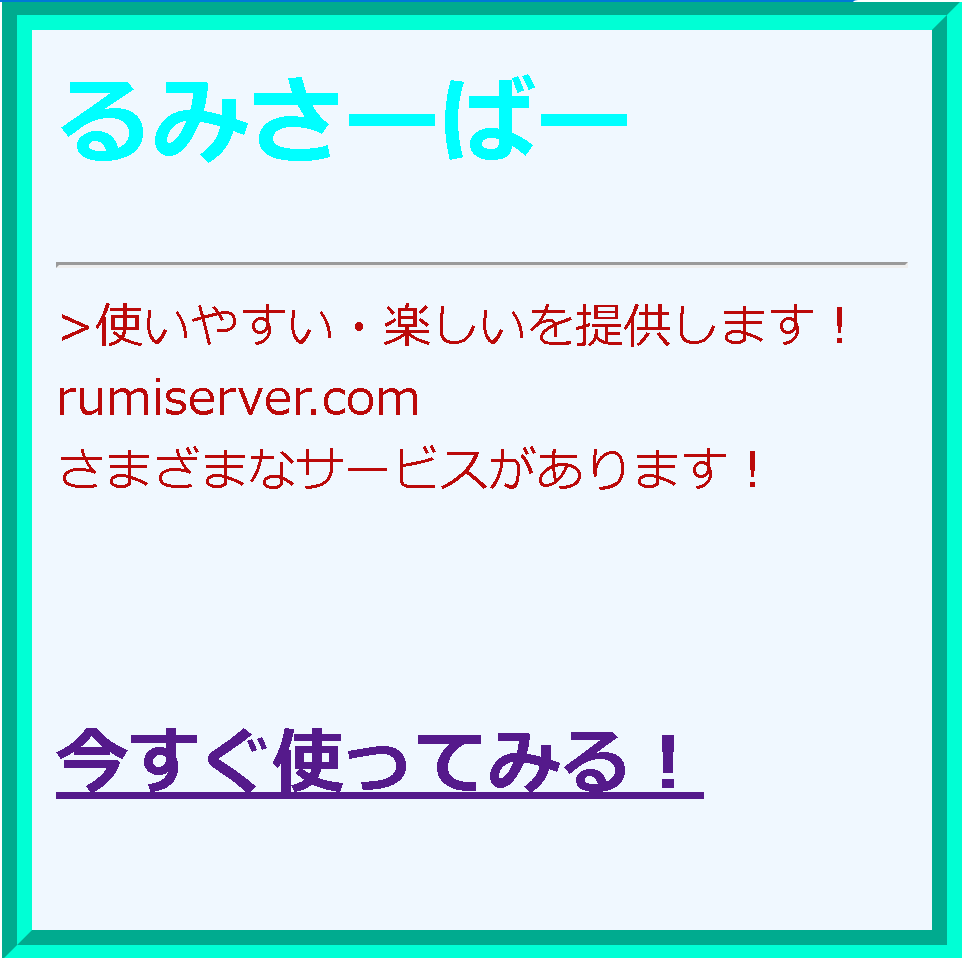 るみさーばー
>使いやすい・楽しいを提供します！
rumiserver.com
さまざまなサービスがあります！
今すぐ使ってみる！